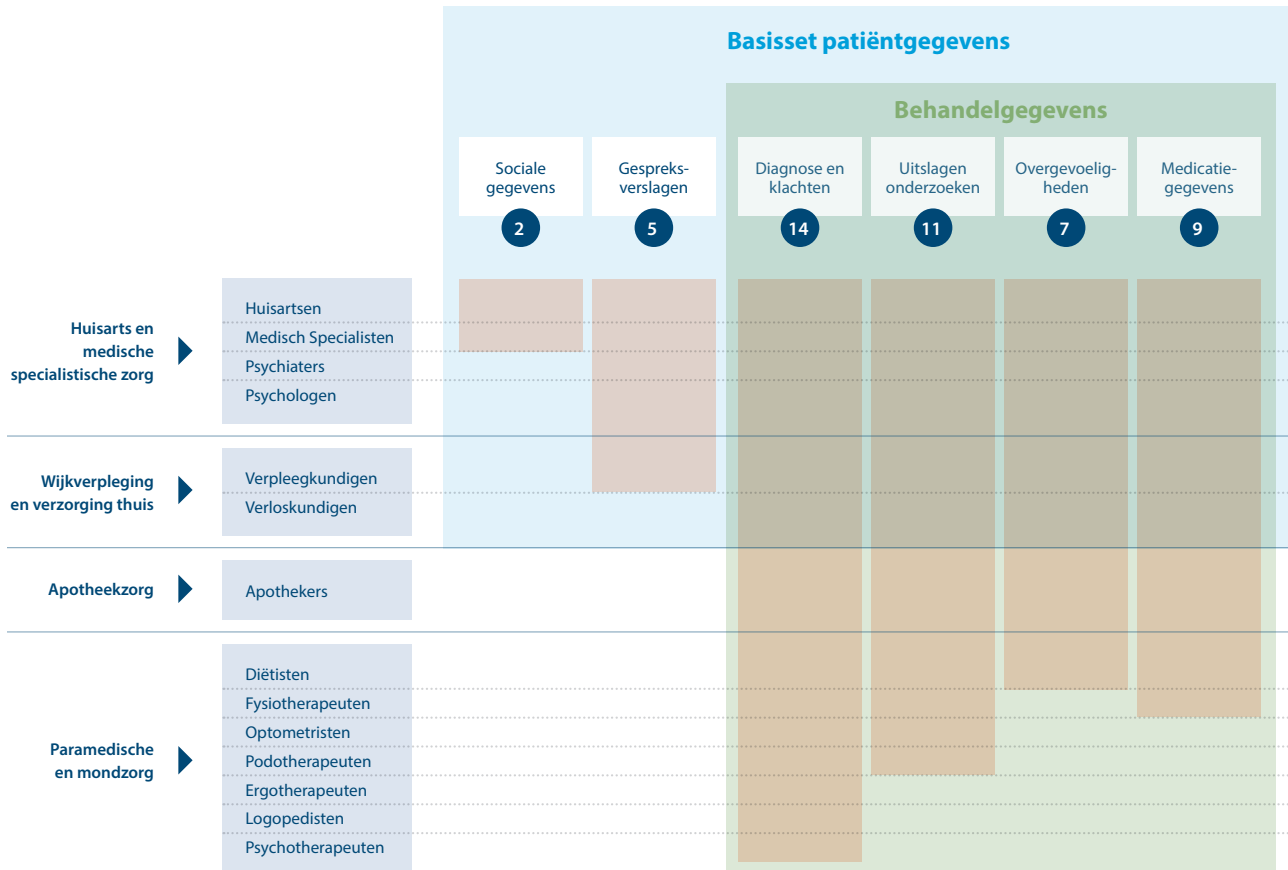 Basisset patiëntgegevens
Behandelgegevens
Sociale
gegevens
2
Gespreks-
verslagen
5
Diagnose en
klachten
14
Uitslagen
onderzoeken
11
Overgevoelig-
heden
7
Medicatie-
gegevens
9
Huisarts en
medische
specialistische zorg
Huisartsen
Medisch Specialisten
Psychiaters
Psychologen
Wijkverpleging
en verzorging thuis
Verpleegkundigen
Verloskundigen
Apotheekzorg
Apothekers
Paramedische
en mondzorg
Diëtisten
Fysiotherapeuten
Optometristen
Podotherapeuten
Ergotherapeuten
Logopedisten
Psychotherapeuten